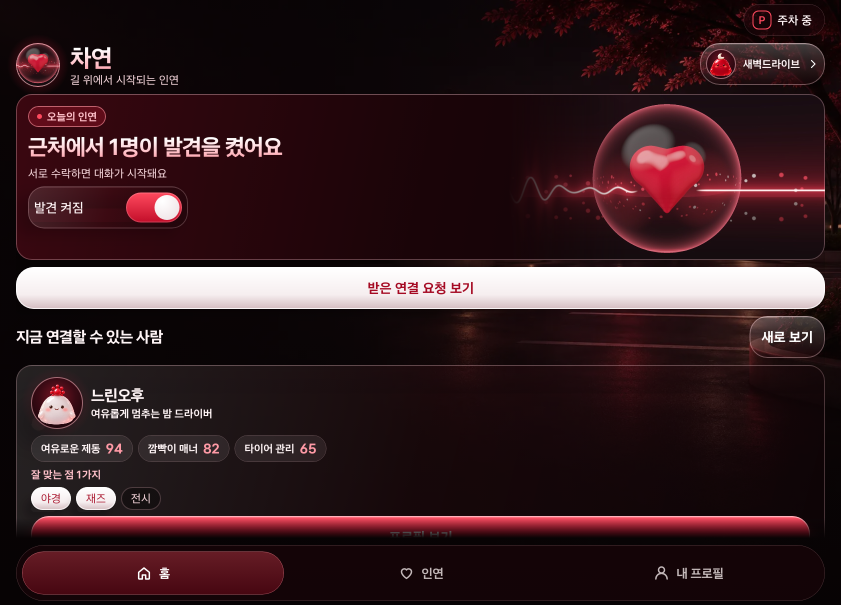 P 주차 중
차연
길 위에서 시작되는 인연
새벽드라이브
오늘의 인연
근처에서 1명이 발견을 켰어요
서로 수락하면 대화가 시작돼요
발견 켜짐
받은 연결 요청 보기
지금 연결할 수 있는 사람
새로 보기
느린오후
여유롭게 멈추는 밤 드라이버
여유로운 제동 94 깜빡이 매너 82 타이어 관리 65
잘 맞는 점 1가지
야경 재즈 전시
프로필 보기
홈 인연 내 프로필